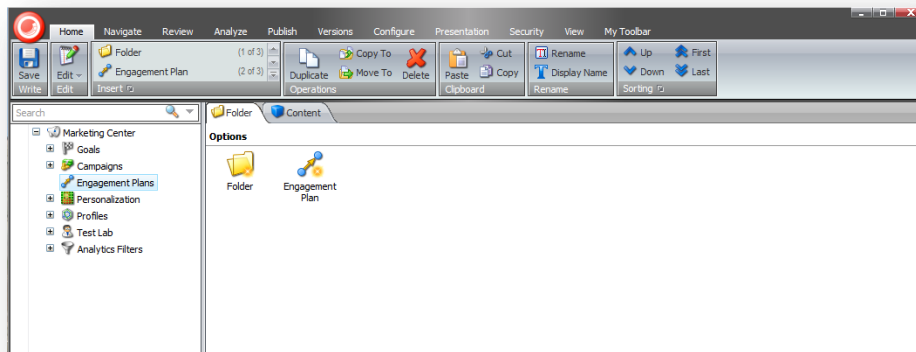 Home Navigate Review Analyze Publish Versions Configure Presentation Security View My Toolbar
Save
Write
Edit
Edit
Folder (1 of 3)
Engagement Plan (2 of 3)
Insert
Duplicate
Copy To
Move To
Delete
Operations
Paste
Cut
Copy
Clipboard
Rename
Display Name
Rename
Up First
Down Last
Sorting
Search
Marketing Center
Goals
Campaigns
Engagement Plans
Personalization
Profiles
Test Lab
Analytics Filters
Folder Content
Options
Folder
Engagement
Plan